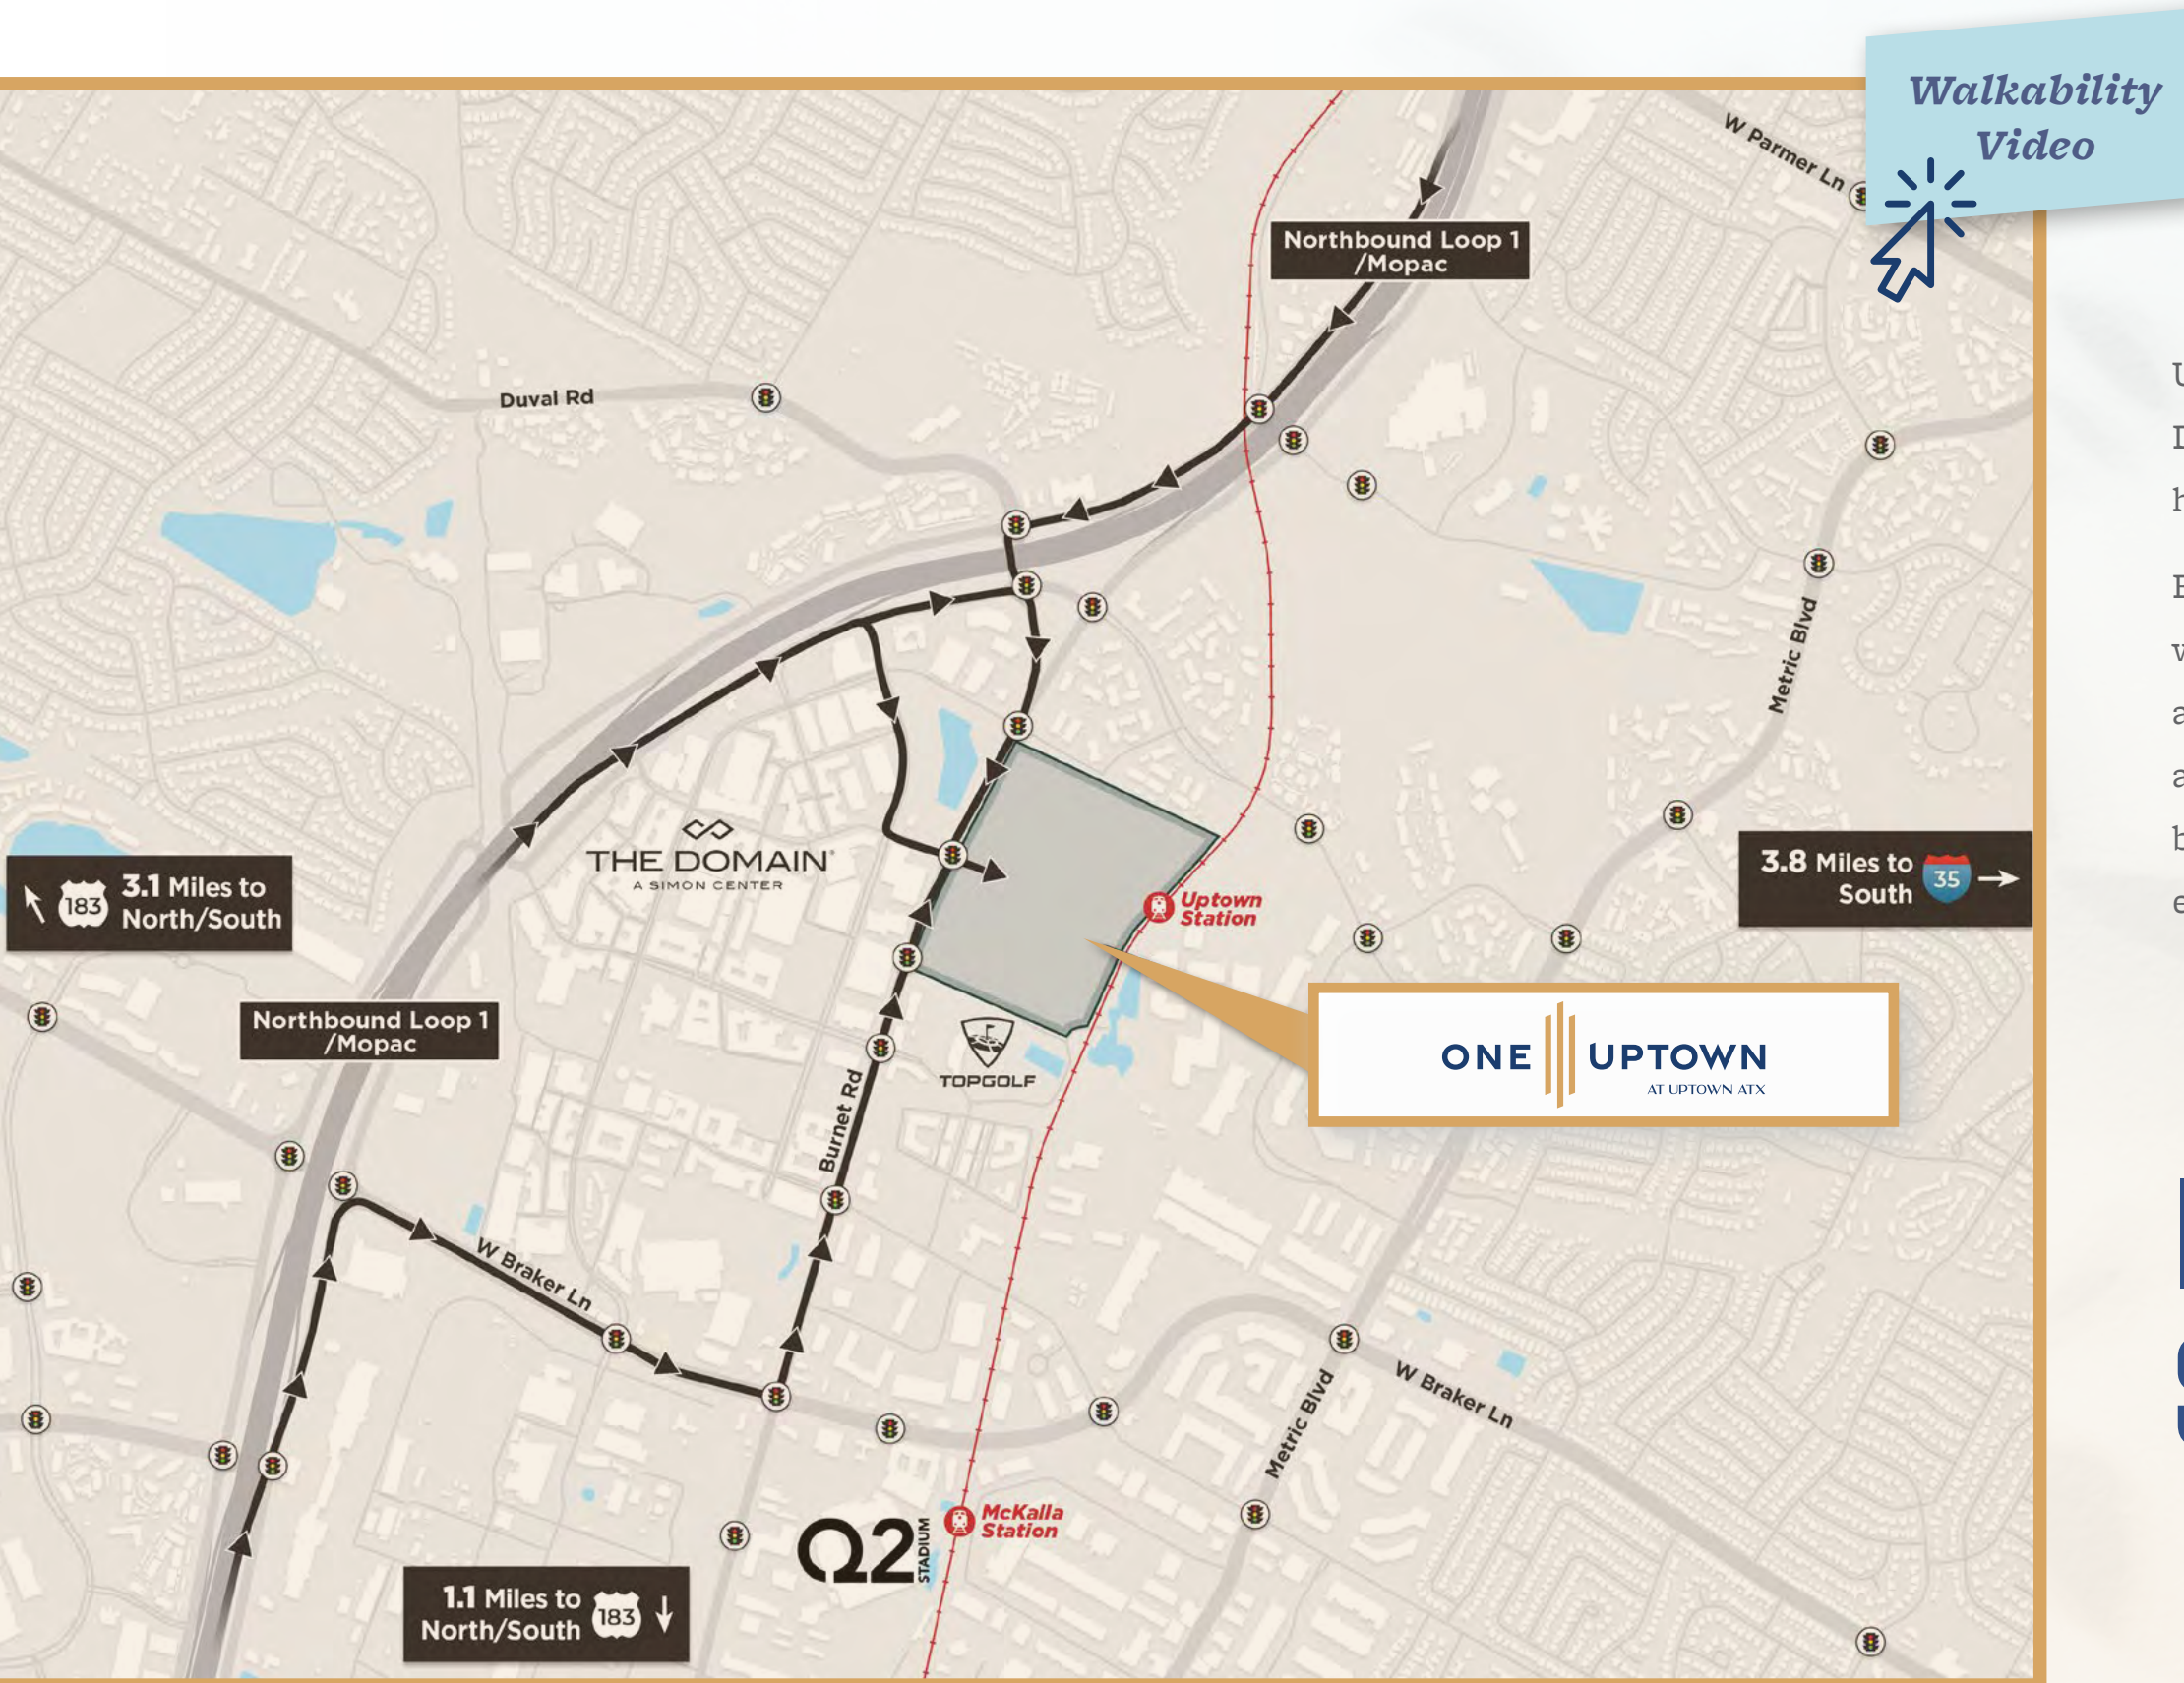 Walkability
Video
W Parmer Ln
Northbound Loop 1
/Mopac
Duval Rd
Metric Blvd
THE DOMAIN
A SIMON CENTER
183
3.1 Miles to
North/South
3.8 Miles to
South
35
Uptown
Station
Northbound Loop 1
/Mopac
ONE UPTOWN
AT UPTOWN ATX
TOPGOLF
Burnet Rd
W Braker Ln
Metric Blvd
W Braker Ln
Q2
STADIUM
McKalla
Station
1.1 Miles to
North/South
183